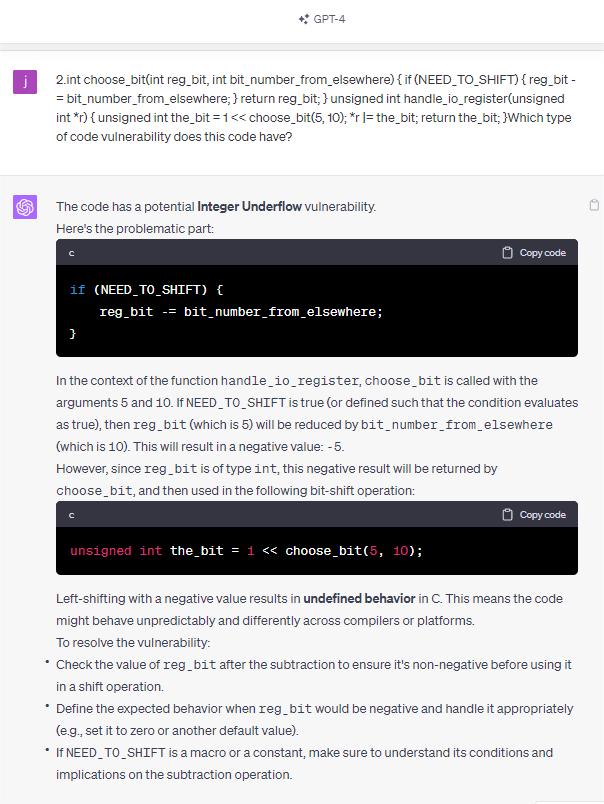 GPT-4
j
2.int choose_bit(int reg_bit, int bit_number_from_elsewhere) { if (NEED_TO_SHIFT) { reg_bit -
= bit_number_from_elsewhere; } return reg_bit; } unsigned int handle_io_register(unsigned
int *r) { unsigned int the_bit = 1 << choose_bit(5, 10); *r |= the_bit; return the_bit; }Which type
of code vulnerability does this code have?
The code has a potential Integer Underflow vulnerability.
Here's the problematic part:
c
Copy code
if (NEED_TO_SHIFT) {
    reg_bit -= bit_number_from_elsewhere;
}
In the context of the function handle_io_register, choose_bit is called with the
arguments 5 and 10. If NEED_TO_SHIFT is true (or defined such that the condition evaluates
as true), then reg_bit (which is 5) will be reduced by bit_number_from_elsewhere
(which is 10). This will result in a negative value: -5.
However, since reg_bit is of type int, this negative result will be returned by
choose_bit, and then used in the following bit-shift operation:
c
Copy code
unsigned int the_bit = 1 << choose_bit(5, 10);
Left-shifting with a negative value results in undefined behavior in C. This means the code
might behave unpredictably and differently across compilers or platforms.
To resolve the vulnerability:
• Check the value of reg_bit after the subtraction to ensure it's non-negative before using it
in a shift operation.
• Define the expected behavior when reg_bit would be negative and handle it appropriately
(e.g., set it to zero or another default value).
• If NEED_TO_SHIFT is a macro or a constant, make sure to understand its conditions and
implications on the subtraction operation.